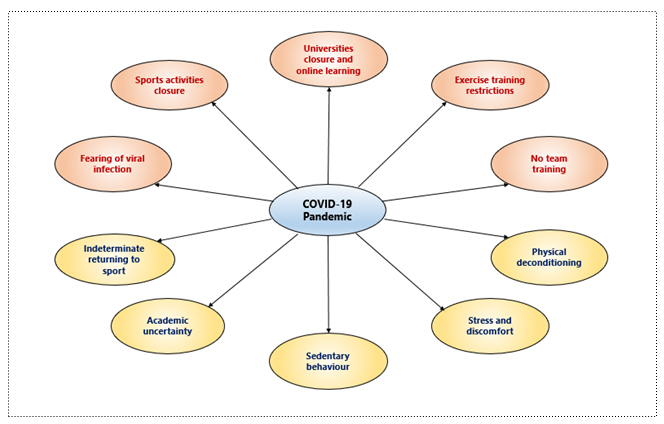 Universities
closure and
online learning
Sports activities
closure
Exercise training
restrictions
Fearing of viral
infection
No team
training
COVID-19
Pandemic
Indeterminate
returning to
sport
Physical
deconditioning
Academic
uncertainty
Stress and
discomfort
Sedentary
behaviour